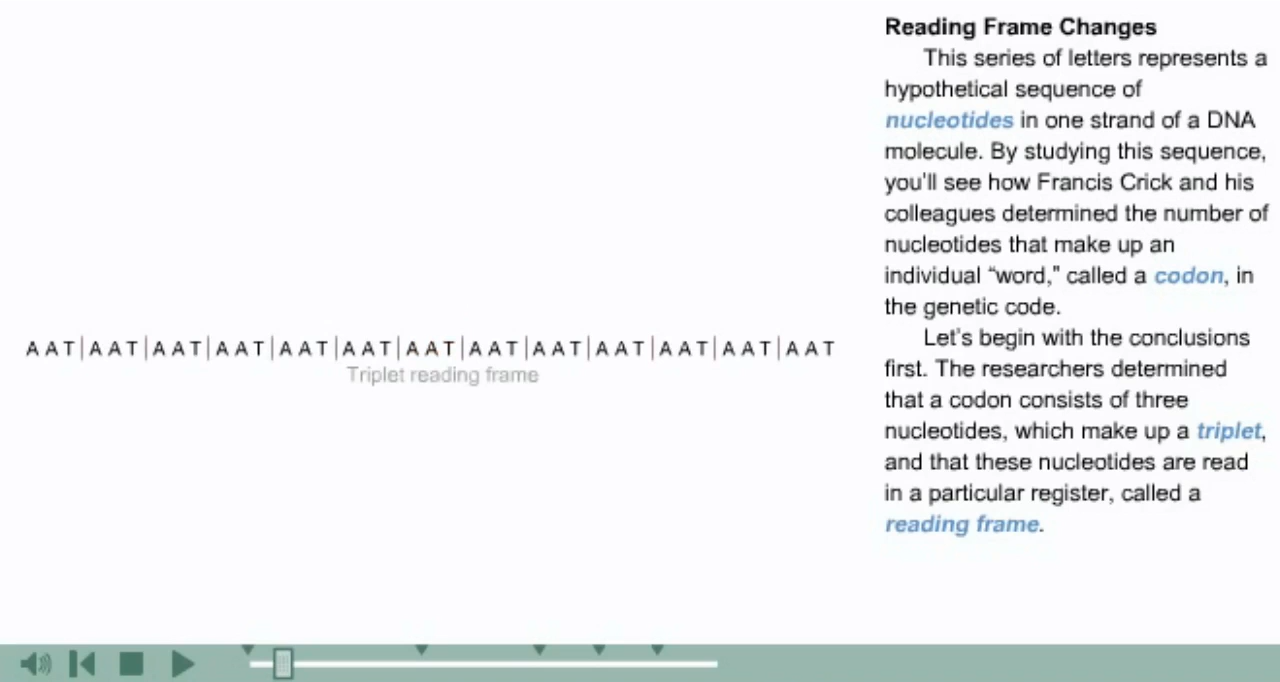 Reading Frame Changes
This series of letters represents a
hypothetical sequence of
nucleotides in one strand of a DNA
molecule. By studying this sequence,
you'll see how Francis Crick and his
colleagues determined the number of
nucleotides that make up an
individual “word,” called a codon, in
the genetic code.
Let's begin with the conclusions
first. The researchers determined
that a codon consists of three
nucleotides, which make up a triplet,
and that these nucleotides are read
in a particular register, called a
reading frame.
A A T | A A T | A A T | A A T | A A T | A A T | A A T | A A T | A A T | A A T | A A T | A A T | A A T
Triplet reading frame